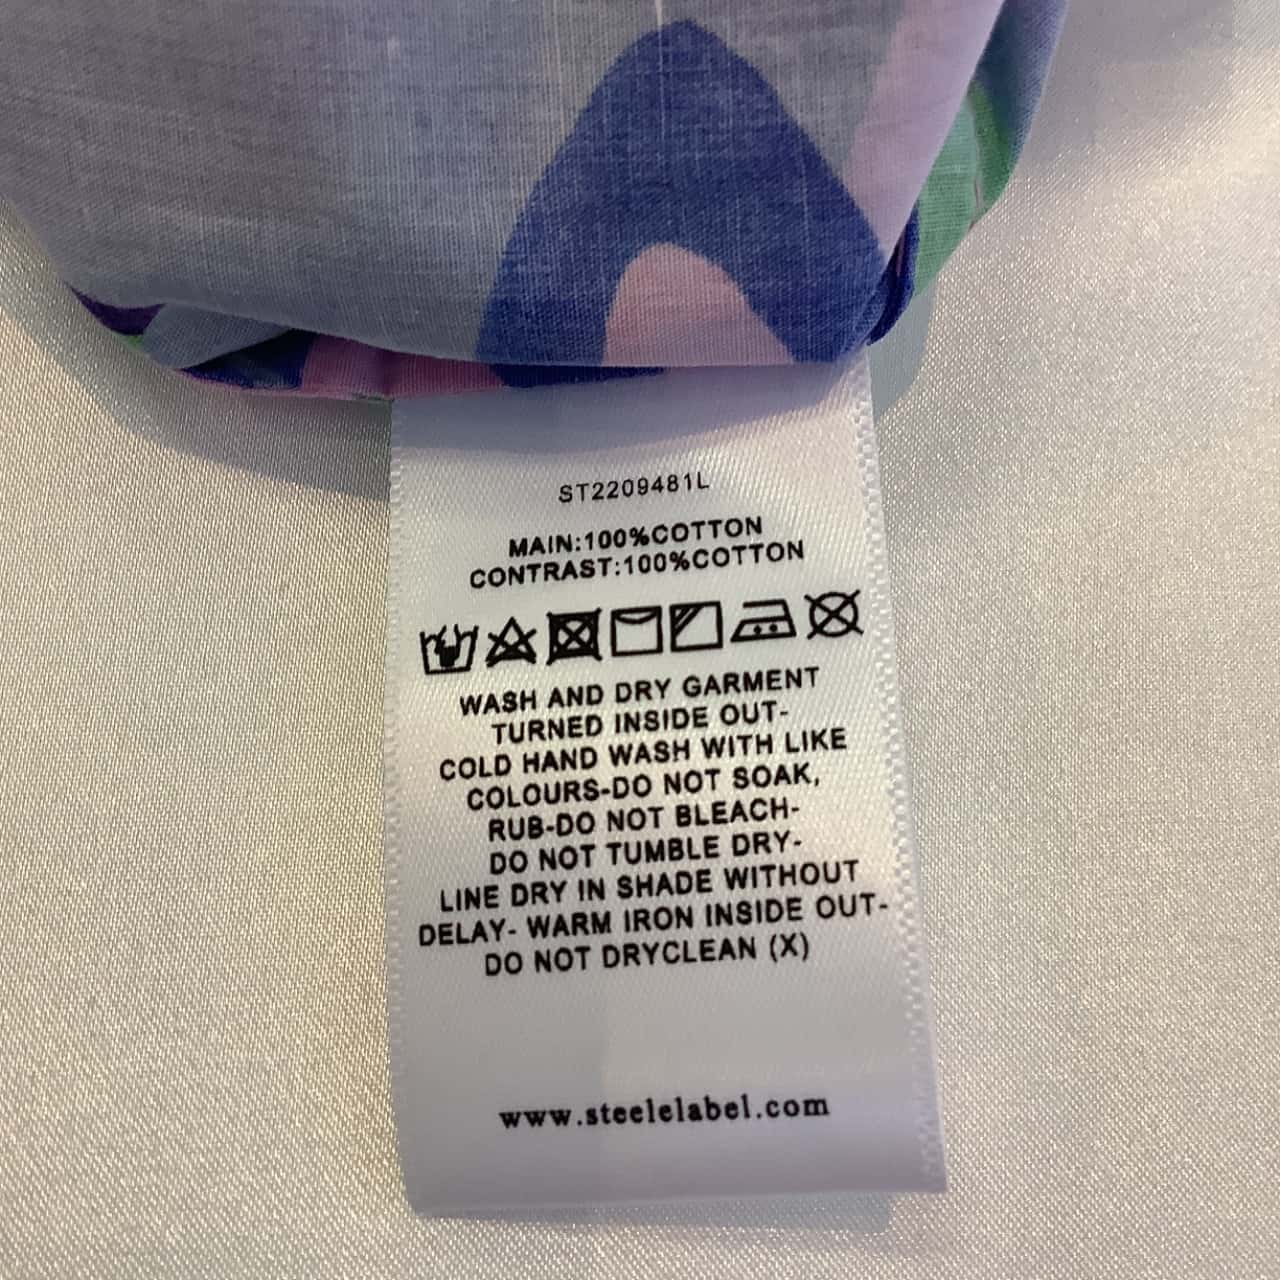 ST2209481L
MAIN:100%COTTON
CONTRAST:100%COTTON
WASH AND DRY GARMENT
TURNED INSIDE OUT-
COLD HAND WASH WITH LIKE
COLOURS-DO NOT SOAK,
RUB-DO NOT BLEACH-
DO NOT TUMBLE DRY-
LINE DRY IN SHADE WITHOUT
DELAY- WARM IRON INSIDE OUT-
DO NOT DRYCLEAN (X)
www.steelelabel.com